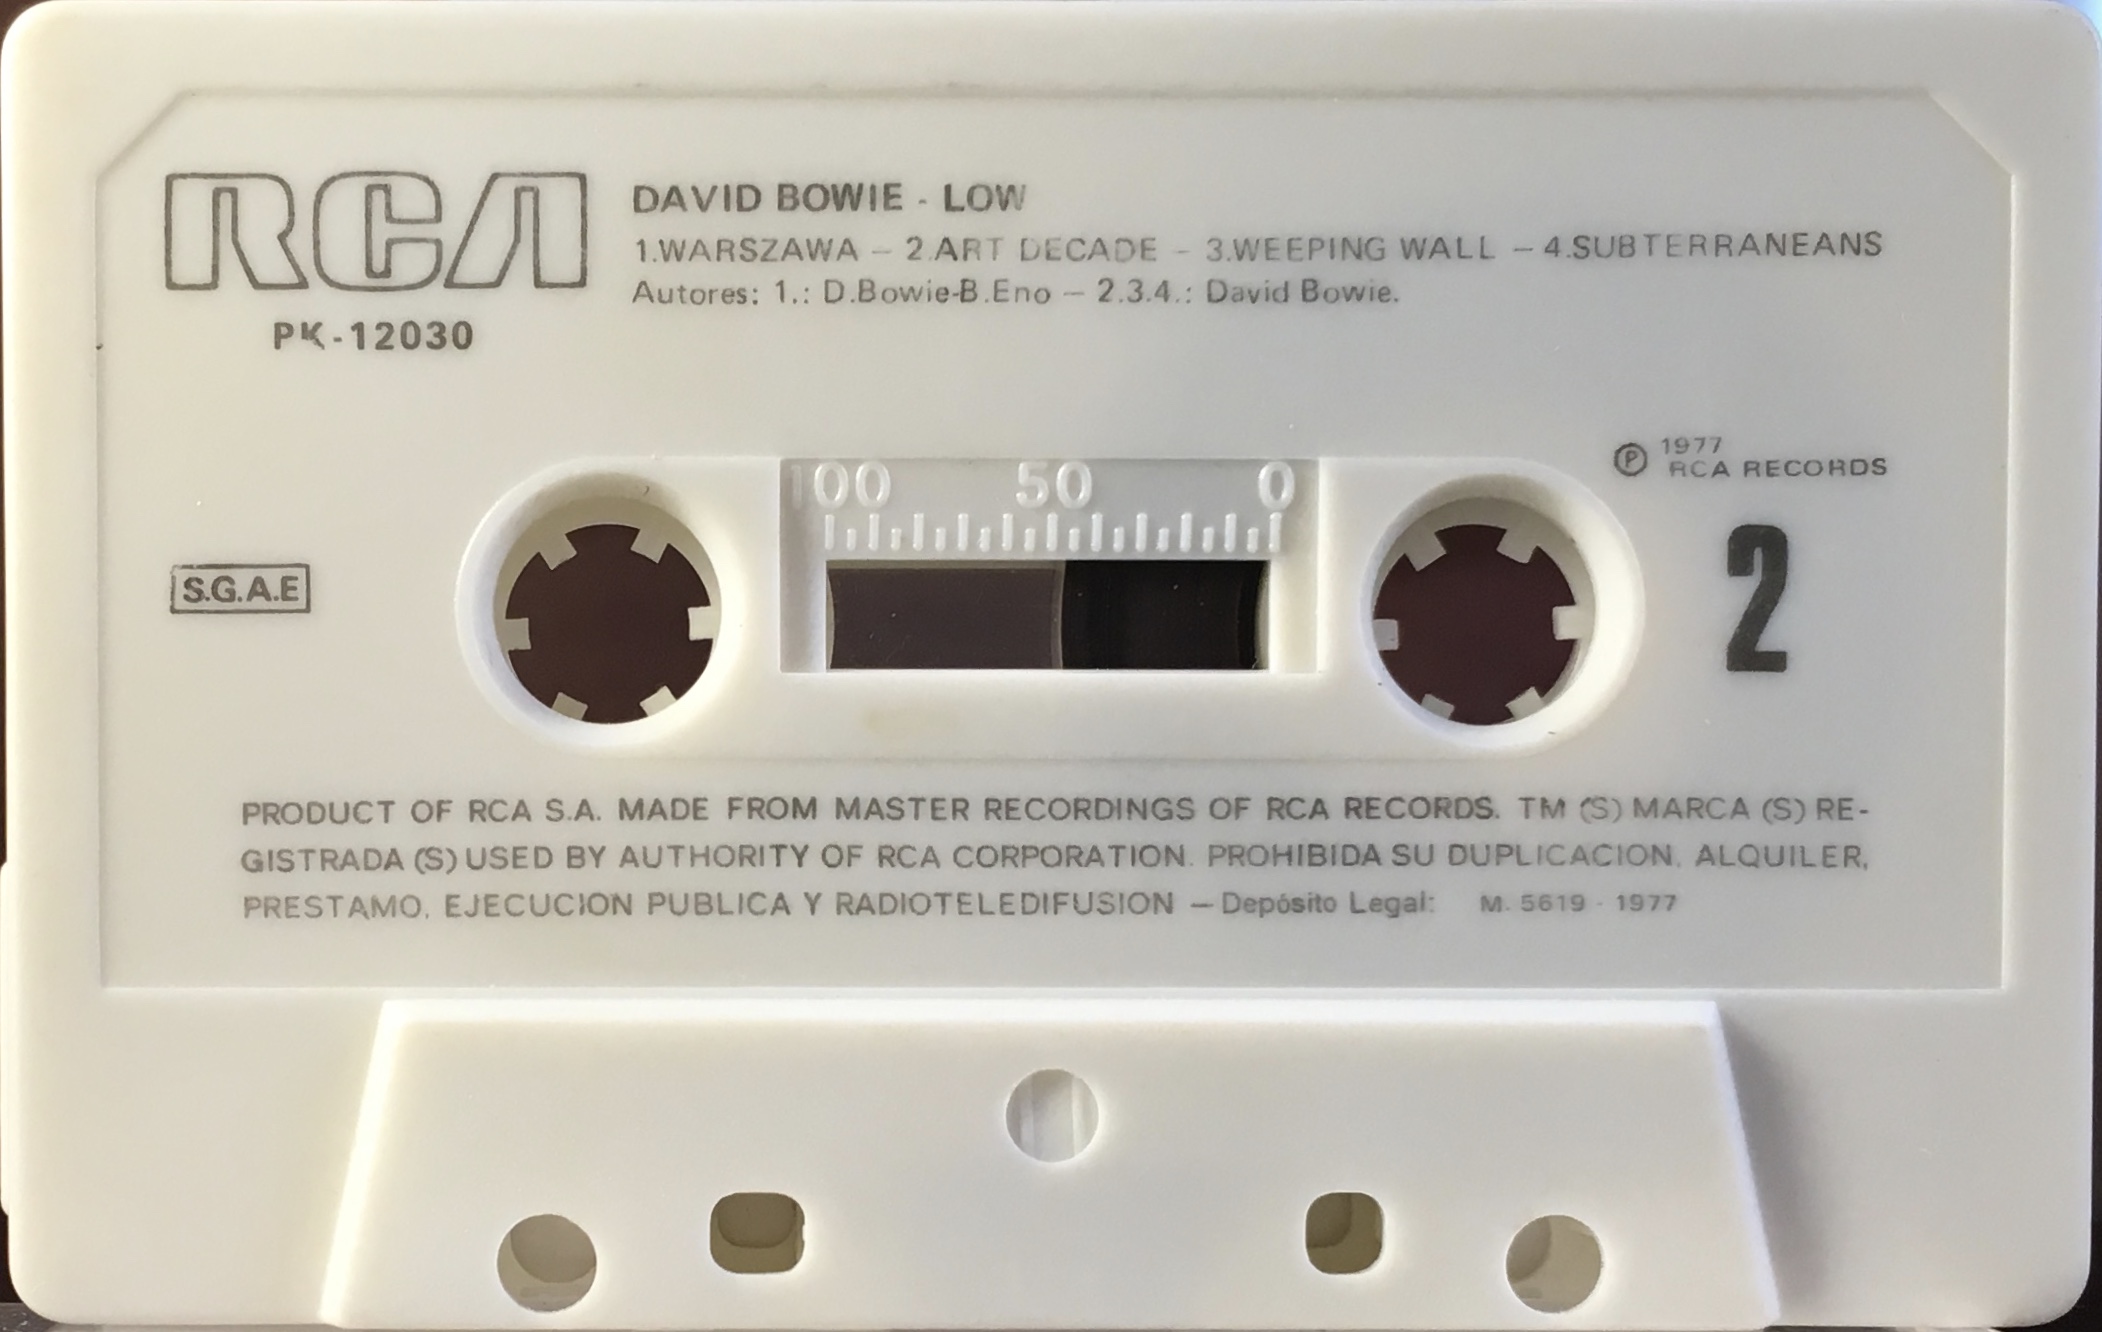 RCA
PK-12030
DAVID BOWIE - LOW
1.WARSZAWA – 2.ART DECADE – 3.WEEPING WALL – 4.SUBTERRANEANS
Autores: 1.: D.Bowie-B.Eno – 2.3.4.: David Bowie.
100 50 0
℗ 1977
RCA RECORDS
S.G.A.E
2
PRODUCT OF RCA S.A. MADE FROM MASTER RECORDINGS OF RCA RECORDS. TM (S) MARCA (S) RE-
GISTRADA (S) USED BY AUTHORITY OF RCA CORPORATION. PROHIBIDA SU DUPLICACION. ALQUILER,
PRESTAMO. EJECUCION PUBLICA Y RADIOTELEDIFUSION – Depósito Legal: M. 5619 - 1977